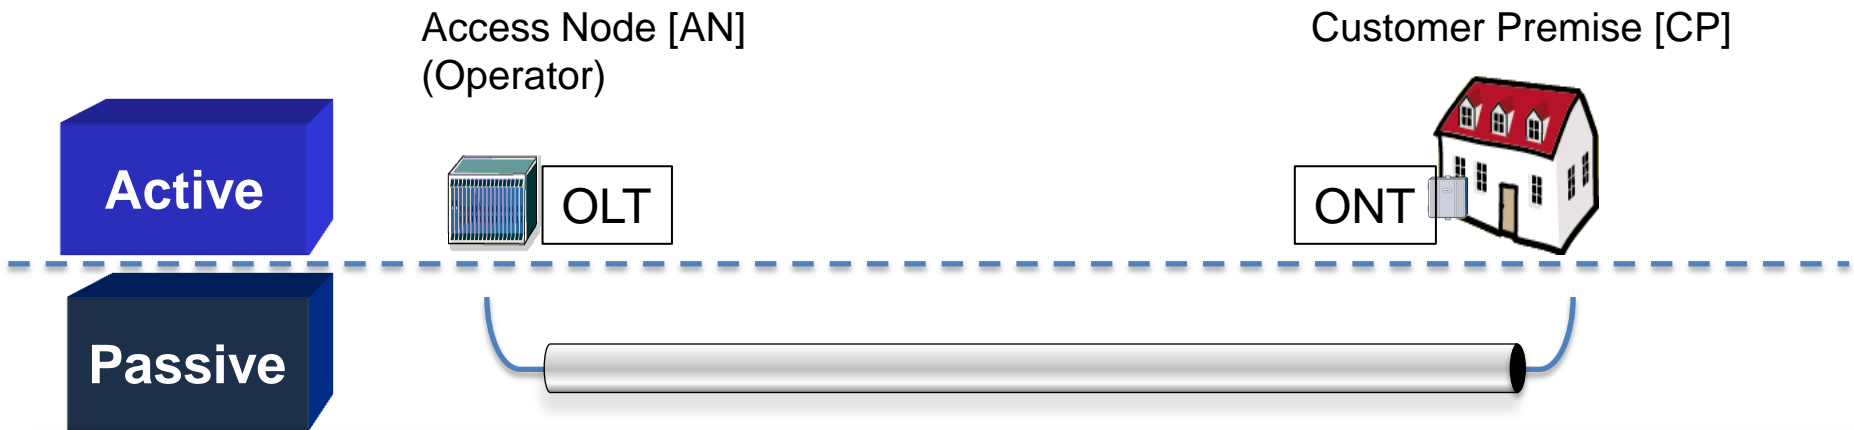 Access Node [AN]
(Operator)
Customer Premise [CP]
Active
OLT
ONT
Passive